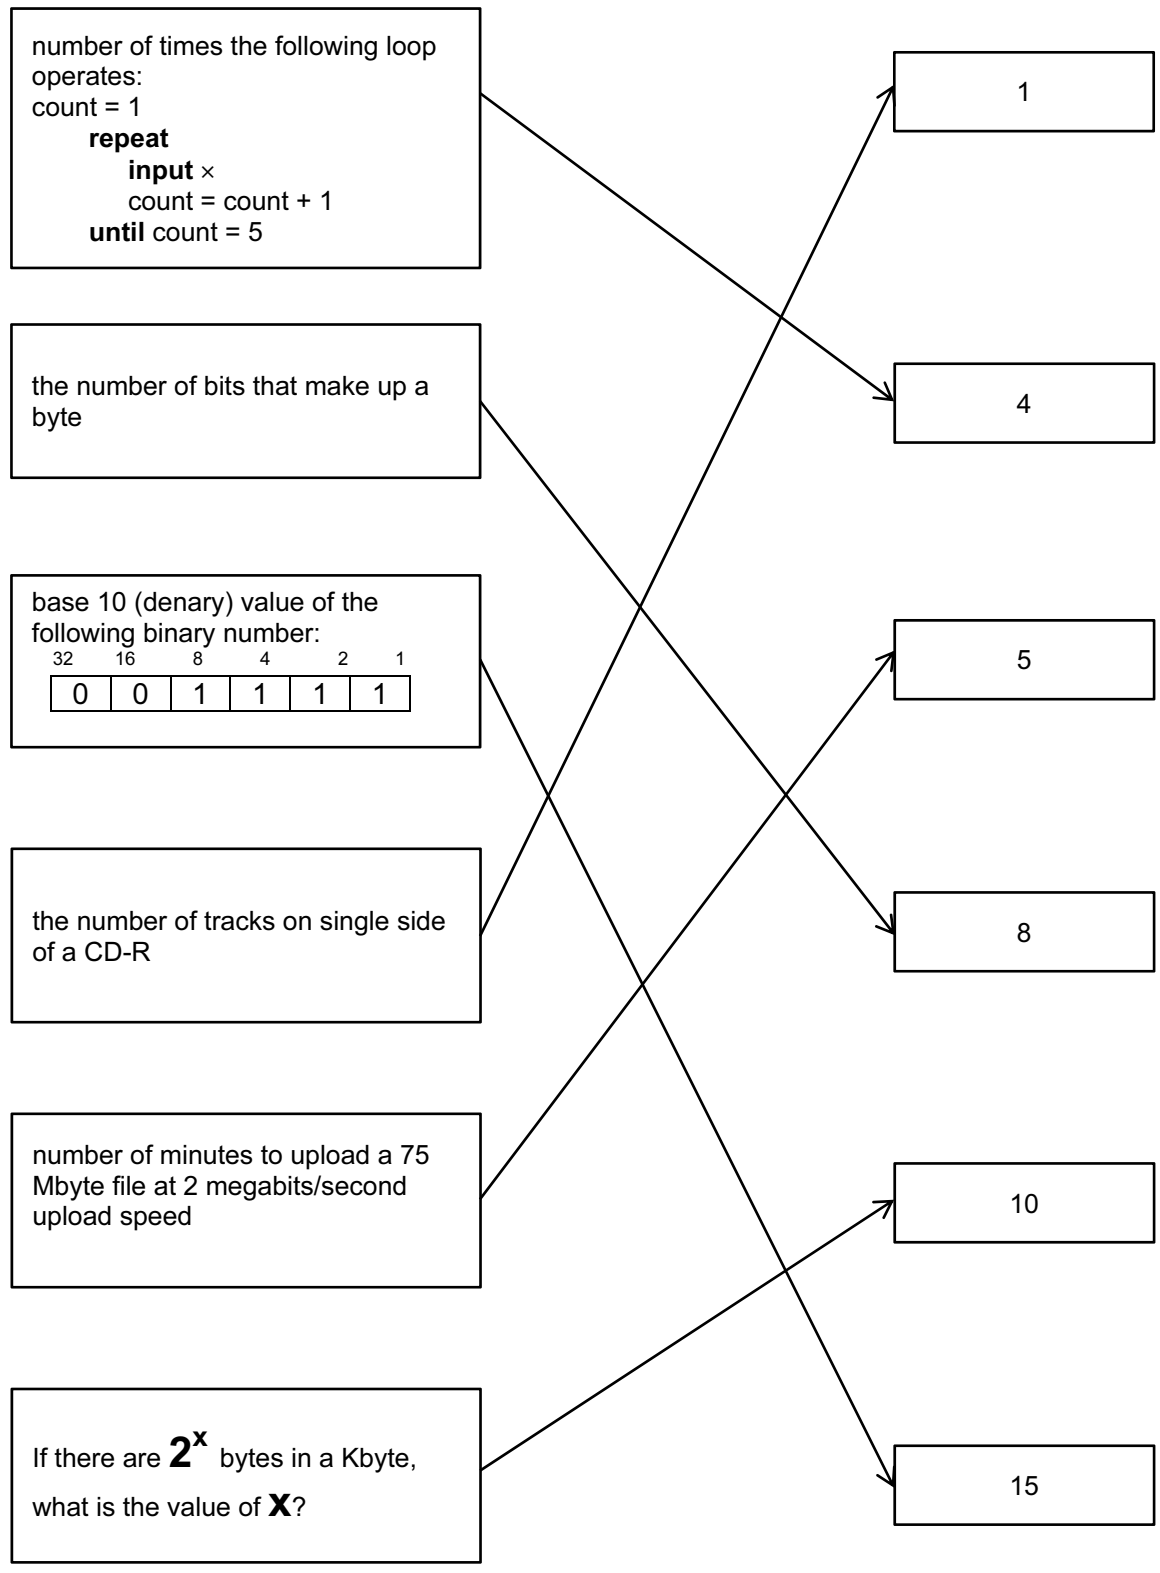 number of times the following loop
operates:
count = 1
repeat
input ×
count = count + 1
until count = 5
the number of bits that make up a
byte
base 10 (denary) value of the
following binary number:
32 16 8 4 2 1
0 0 1 1 1 1
the number of tracks on single side
of a CD-R
number of minutes to upload a 75
Mbyte file at 2 megabits/second
upload speed
If there are 2^x bytes in a Kbyte,
what is the value of x?
1
4
5
8
10
15